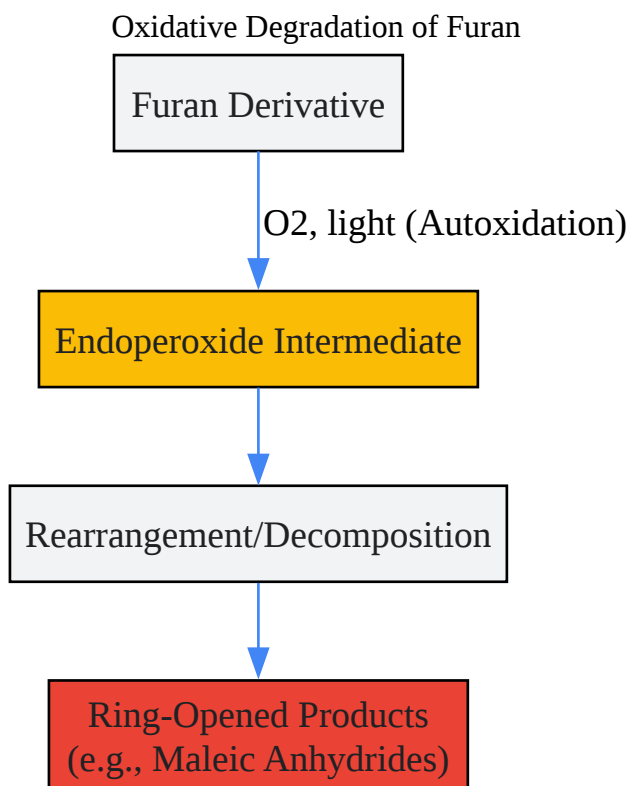 Oxidative Degradation of Furan
Furan Derivative
O2, light (Autoxidation)
Endoperoxide Intermediate
Rearrangement/Decomposition
Ring-Opened Products
(e.g., Maleic Anhydrides)